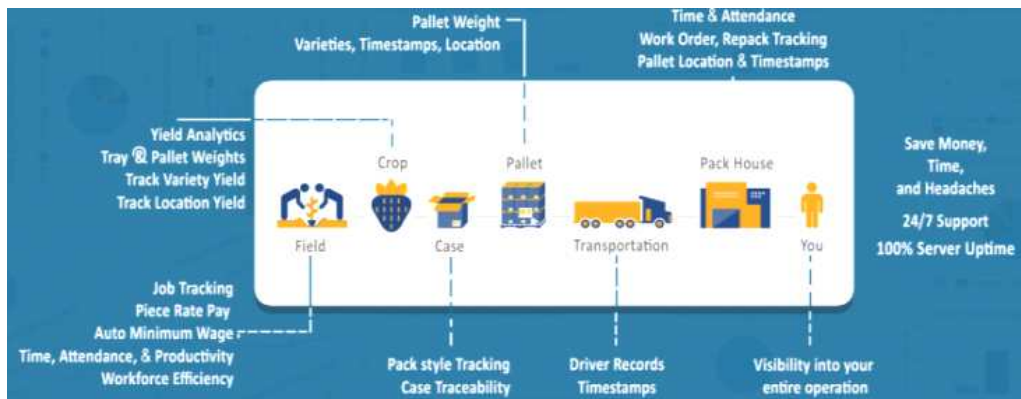 Pallet Weight
Varieties, Timestamps, Location
Time & Attendance
Work Order, Repack Tracking
Pallet Location & Timestamps
Yield Analytics
Tray & Pallet Weights
Track Variety Yield
Track Location Yield
Crop
Pallet
Pack House
Field
Case
Transportation
You
Save Money,
Time,
and Headaches
24/7 Support
100% Server Uptime
Job Tracking
Piece Rate Pay
Auto Minimum Wage
Time, Attendance, & Productivity
Workforce Efficiency
Pack style Tracking
Case Traceability
Driver Records
Timestamps
Visibility into your
entire operation